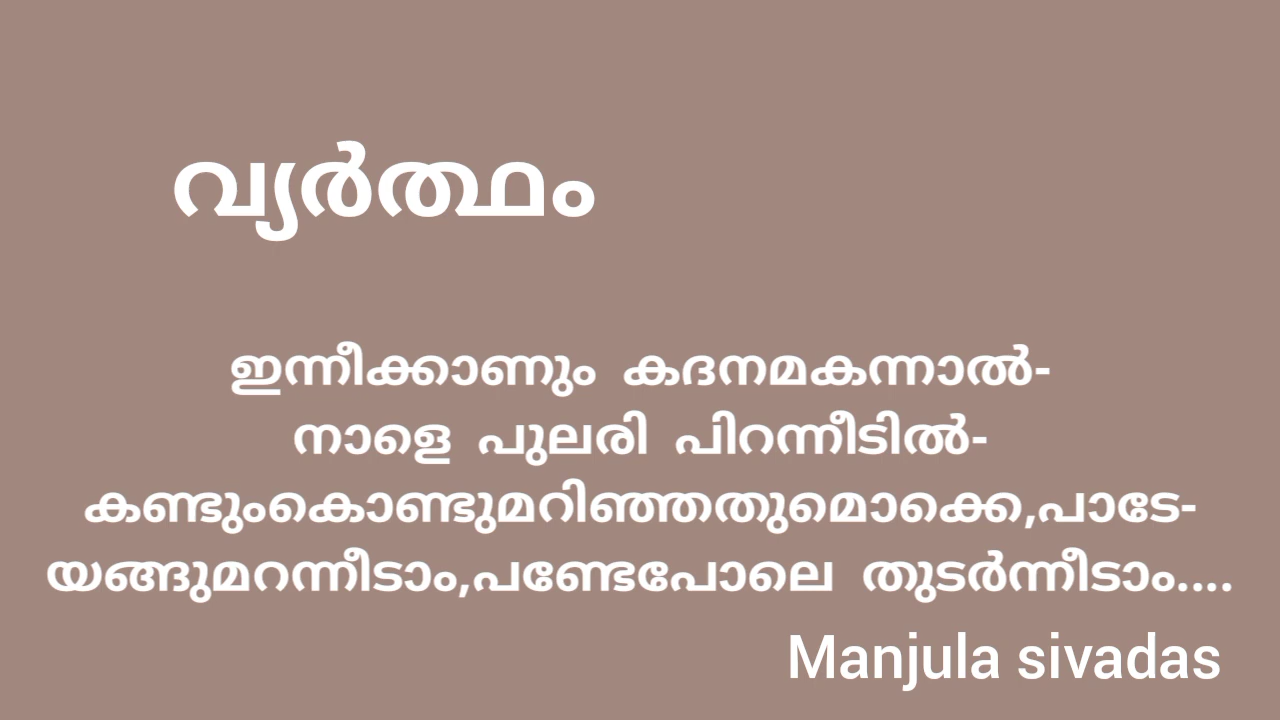 വ്യർത്ഥം
ഇന്നീക്കാണും കദനമകന്നാൽ-
നാളെ പുലരി പിറന്നീടിൽ-
കണ്ടുംകൊണ്ടുമറിഞ്ഞതുമൊക്കെ,പാടേ-
യങ്ങുമറന്നീടാം,പണ്ടേപോലെ തുടർന്നീടാം....
Manjula sivadas